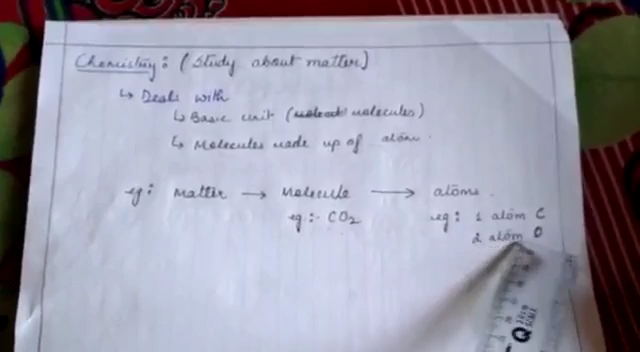 Chemistry: (Study about matter)
↳ Deals with
↳ Basic unit (molecules)
↳ Molecules made up of atom.
eg: Matter → Molecule → atoms.
eg:- CO2 eg: 1 atom C
2 atom O